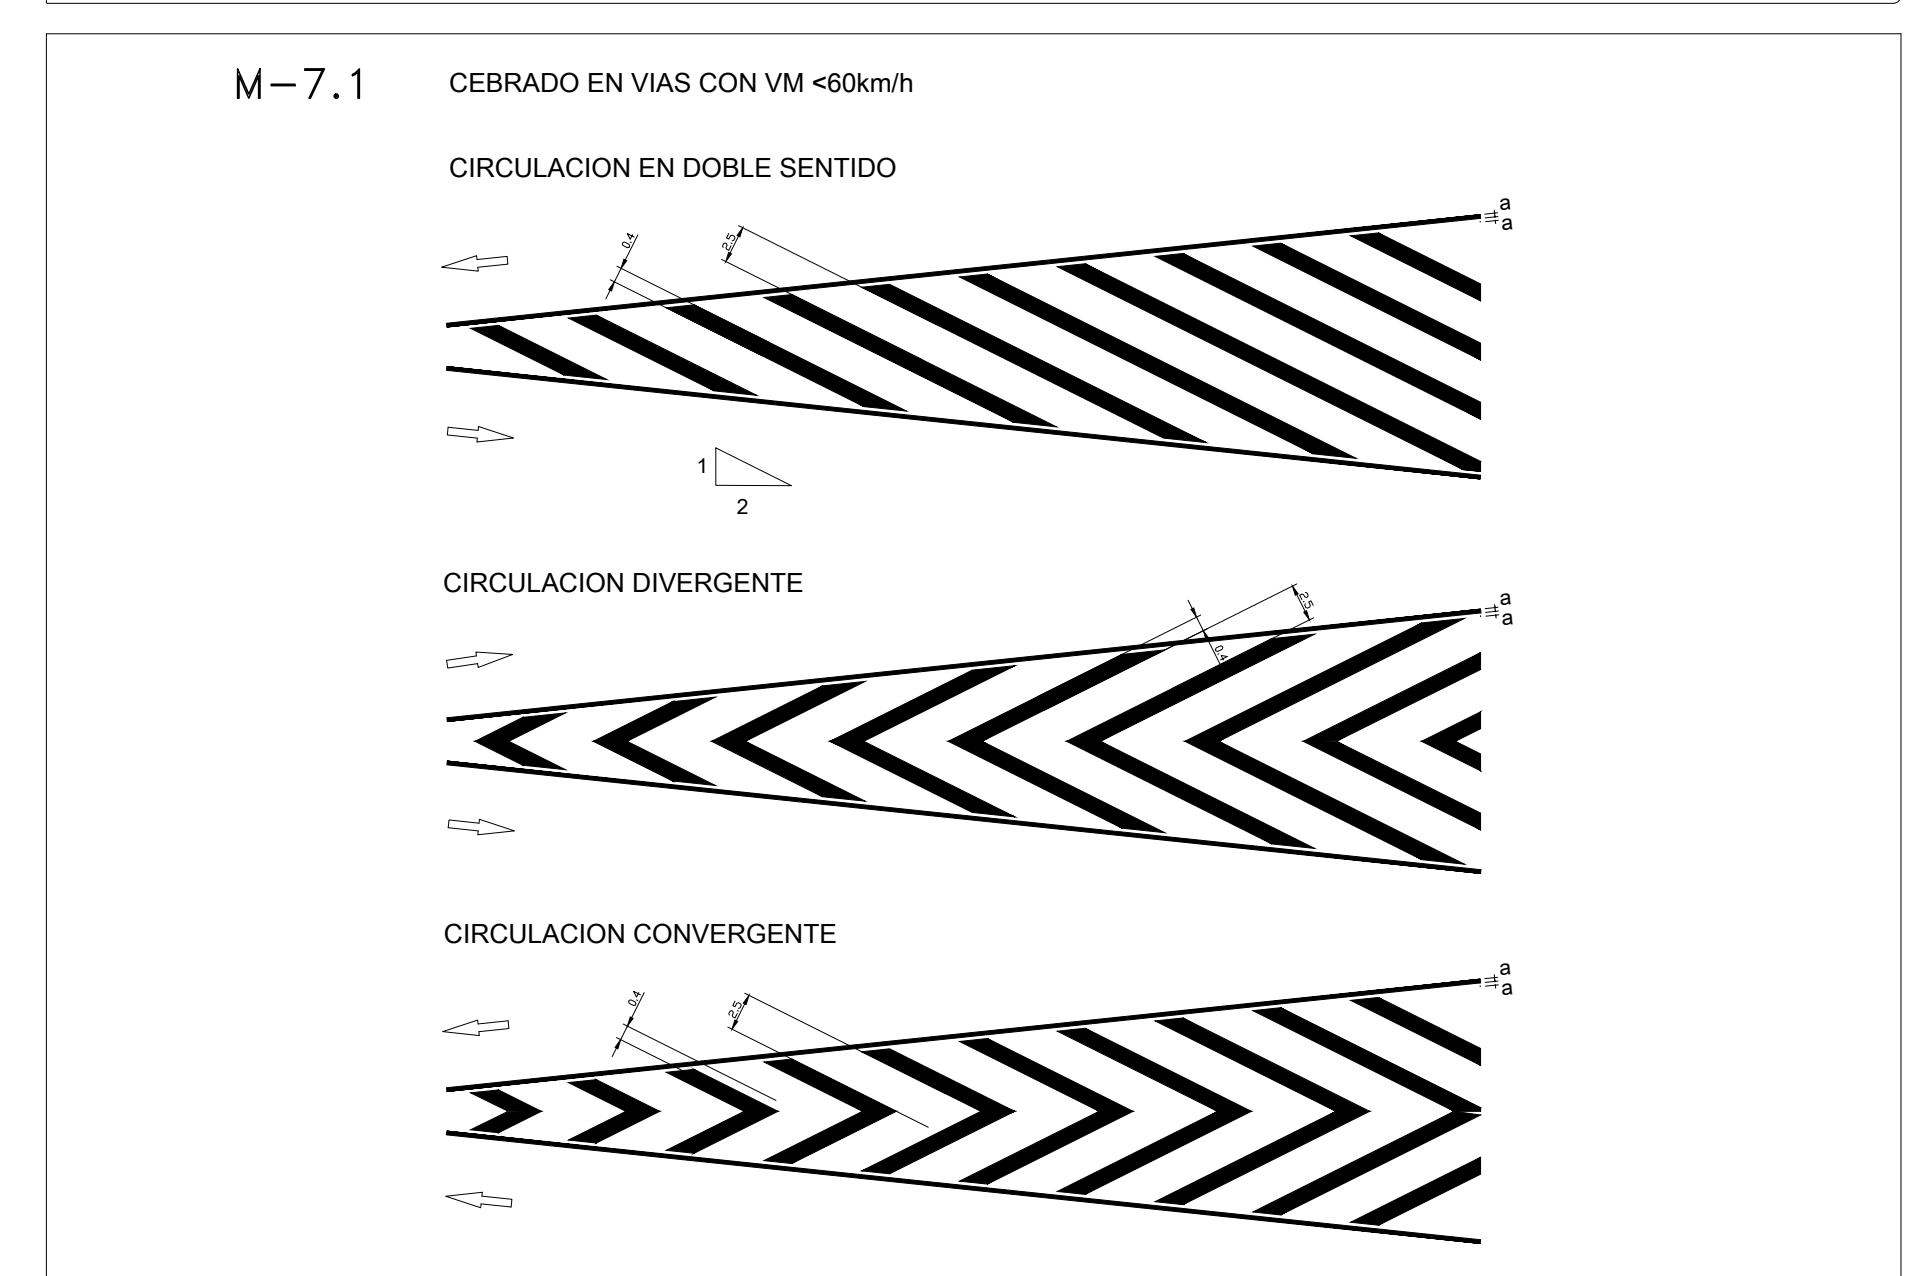 M-7.1 CEBRADO EN VIAS CON VM <60km/h
CIRCULACION EN DOBLE SENTIDO
a
a
0.4
2.5
1
2
CIRCULACION DIVERGENTE
2.5
a
a
0.4
CIRCULACION CONVERGENTE
a
a
0.4
2.5